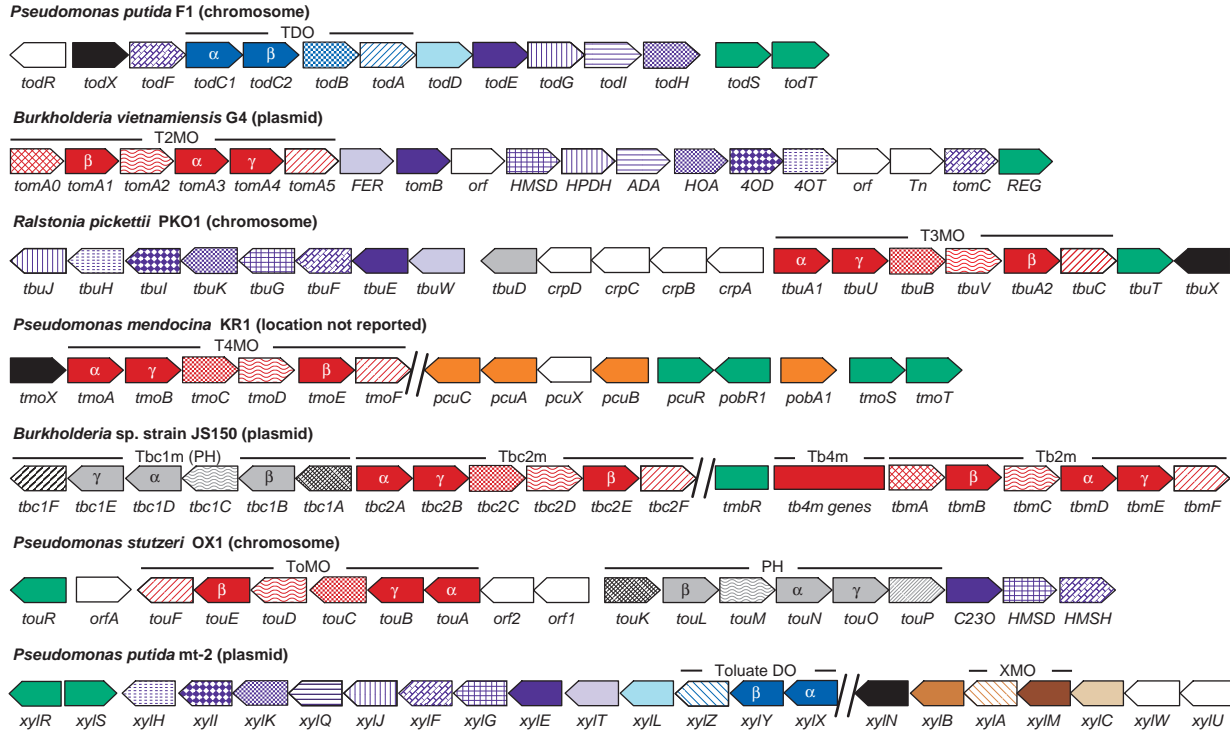 Pseudomonas putida F1 (chromosome)
TDO
α β
todR todX todF todC1 todC2 todB todA todD todE todG todI todH todS todT
Burkholderia vietnamiensis G4 (plasmid)
T2MO
β α γ
tomA0 tomA1 tomA2 tomA3 tomA4 tomA5 FER tomB orf HMSD HPDH ADA HOA 4OD 4OT orf Tn tomC REG
Ralstonia pickettii PKO1 (chromosome)
T3MO
α γ β
tbuJ tbuH tbuI tbuK tbuG tbuF tbuE tbuW tbuD crpD crpC crpB crpA tbuA1 tbuU tbuB tbuV tbuA2 tbuC tbuT tbuX
Pseudomonas mendocina KR1 (location not reported)
T4MO
α γ β
tmoX tmoA tmoB tmoC tmoD tmoE tmoF pcuC pcuA pcuX pcuB pcuR pobR1 pobA1 tmoS tmoT
Burkholderia sp. strain JS150 (plasmid)
Tbc1m (PH) Tbc2m Tb4m Tb2m
γ α β α γ β β α γ
tbc1F tbc1E tbc1D tbc1C tbc1B tbc1A tbc2A tbc2B tbc2C tbc2D tbc2E tbc2F tmbR tb4m genes tbmA tbmB tbmC tbmD tbmE tbmF
Pseudomonas stutzeri OX1 (chromosome)
ToMO PH
β γ α β α γ
touR orfA touF touE touD touC touB touA orf2 orf1 touK touL touM touN touO touP C23O HMSD HMSH
Pseudomonas putida mt-2 (plasmid)
Toluate DO XMO
β α
xylR xylS xylH xylI xylK xylQ xylJ xylF xylG xylE xylT xylL xylZ xylY xylX xylN xylB xylA xylM xylC xylW xylU